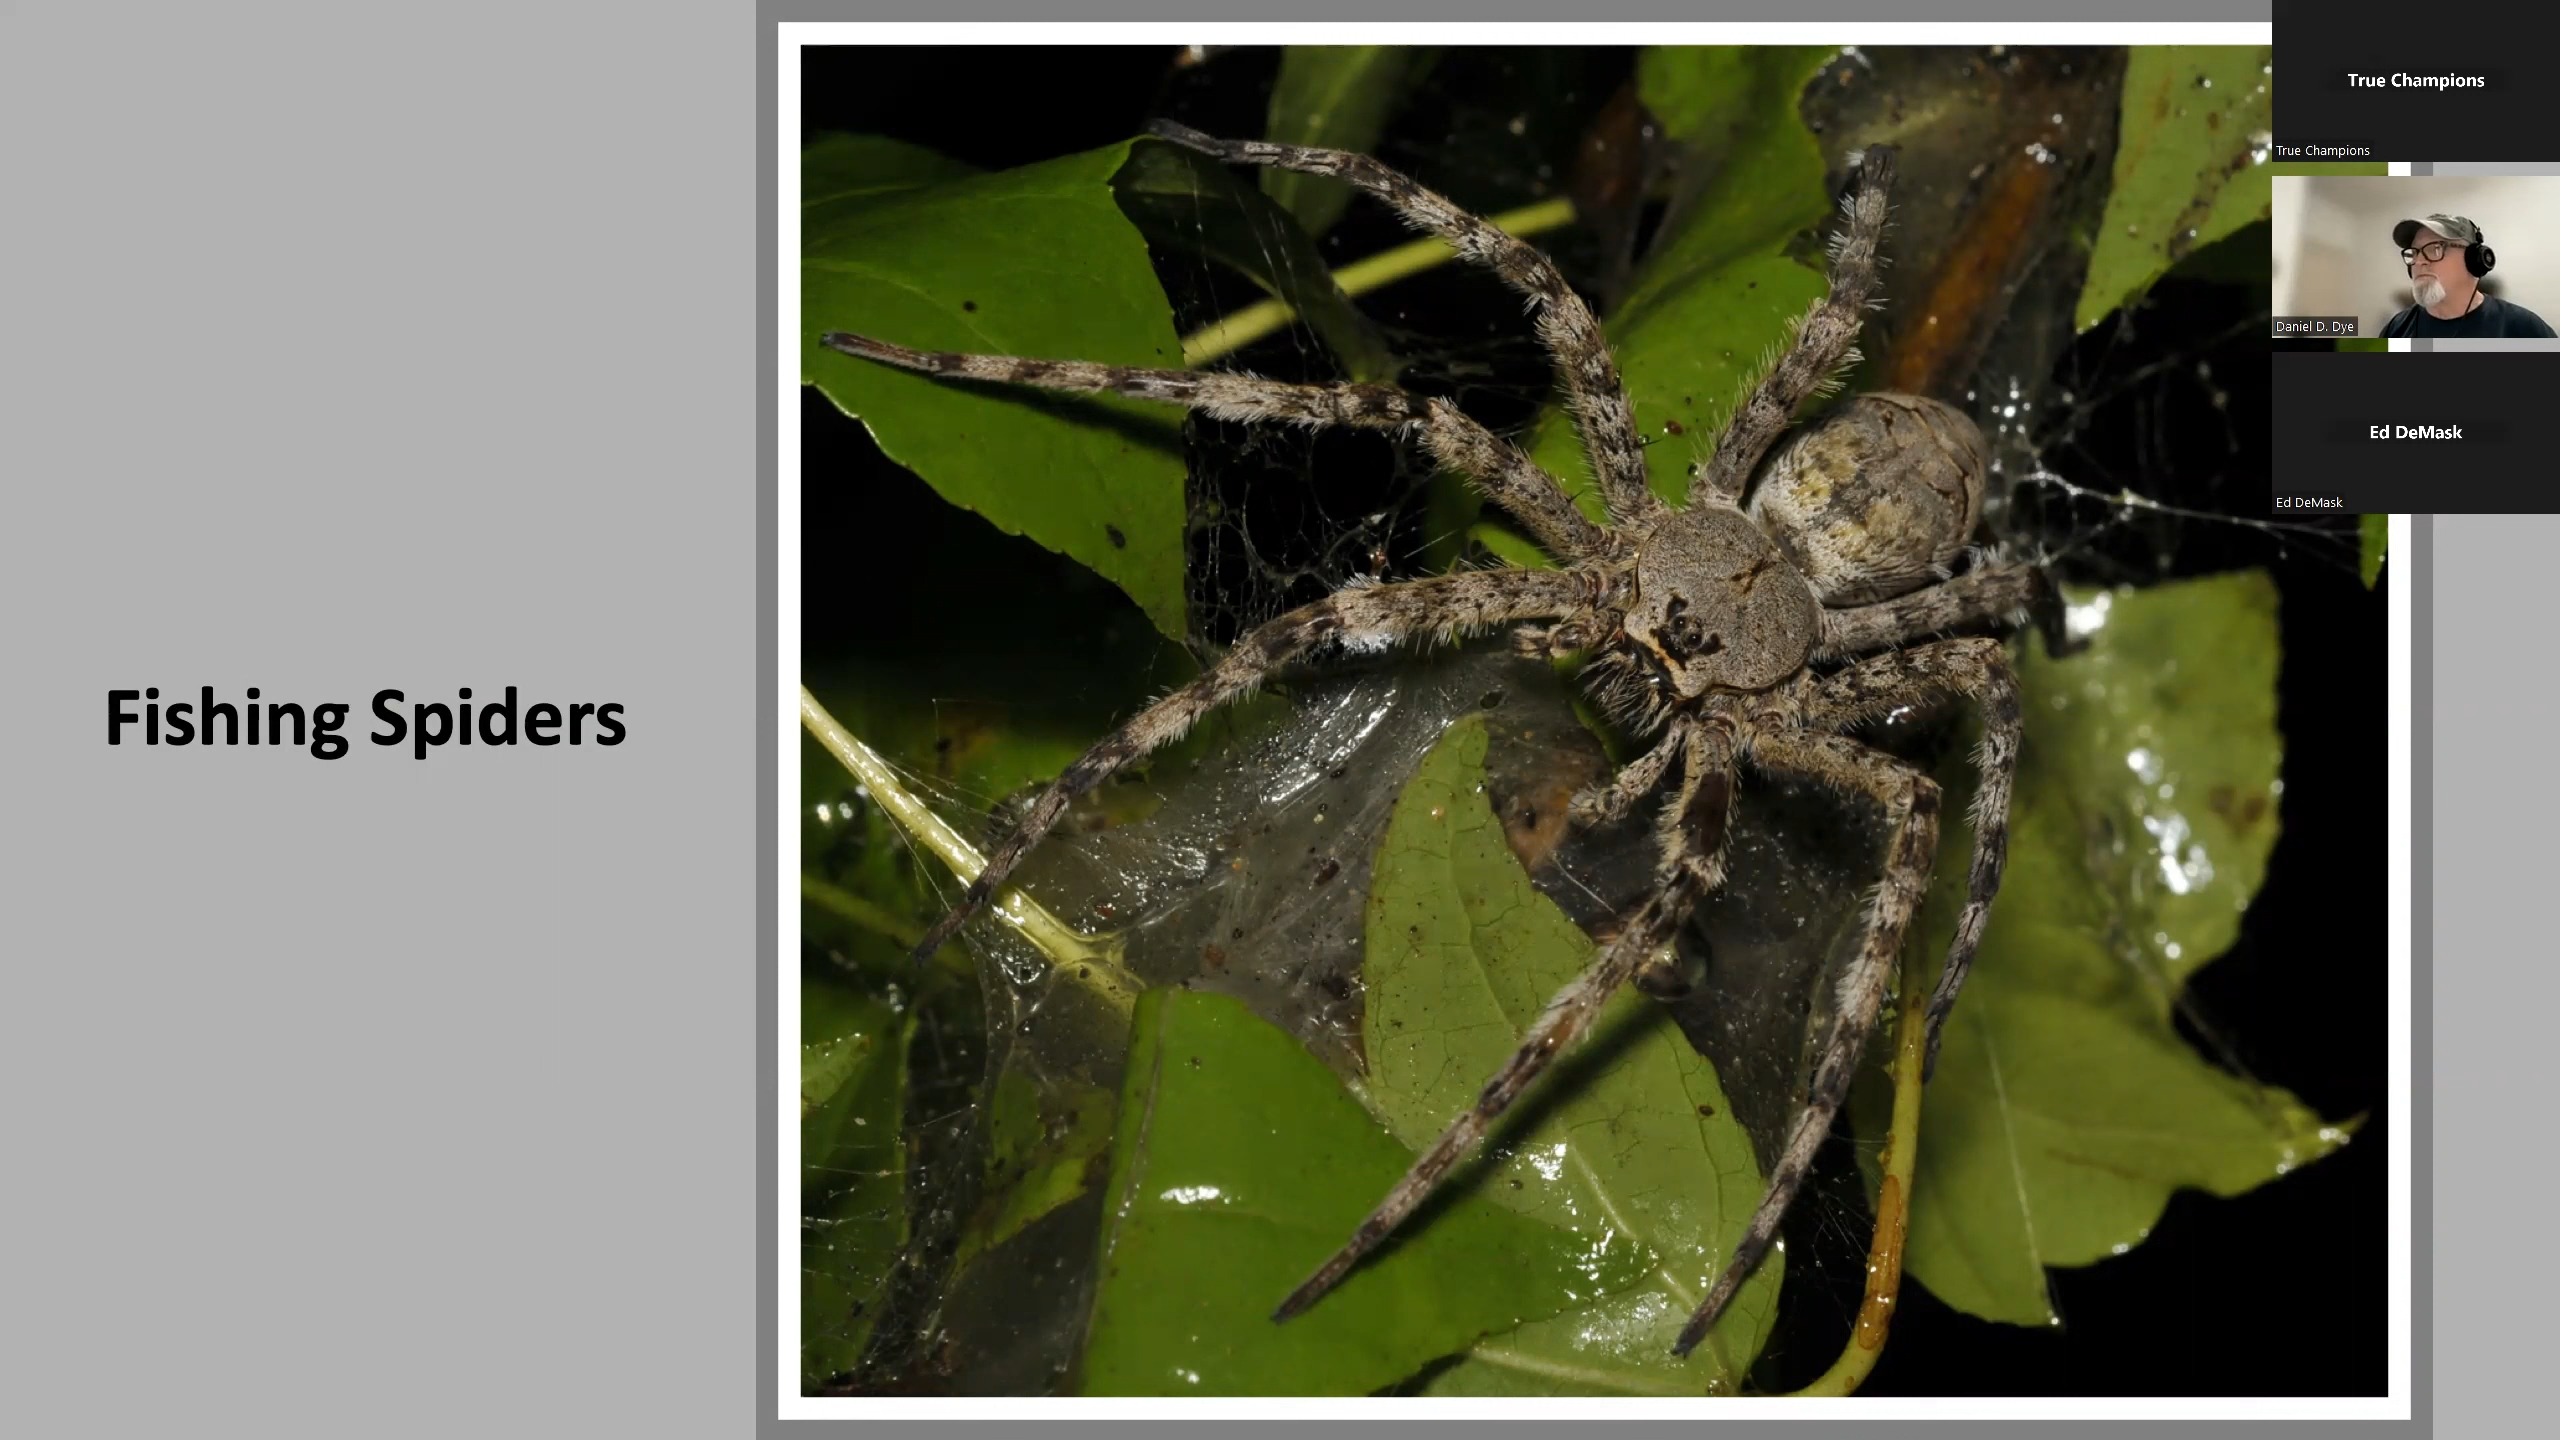 Fishing Spiders
True Champions
True Champions
Daniel D. Dye
Ed DeMask
Ed DeMask